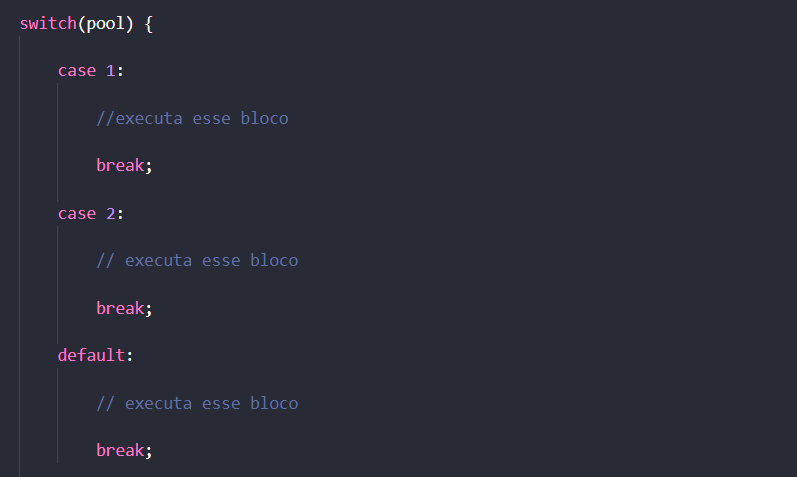 switch(pool) {
case 1:
//executa esse bloco
break;
case 2:
// executa esse bloco
break;
default:
// executa esse bloco
break;